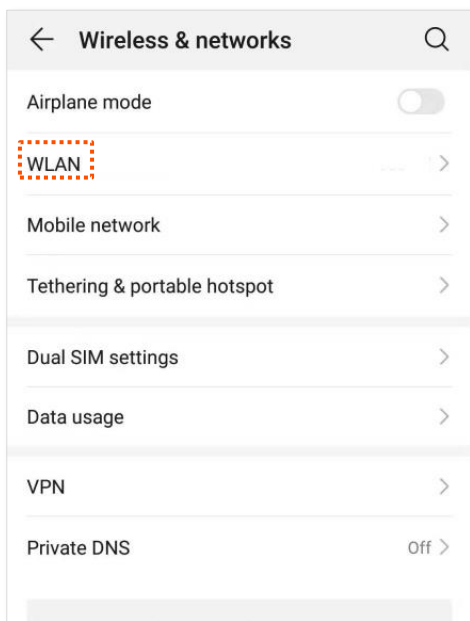 Wireless & networks
Airplane mode
WLAN
Mobile network
Tethering & portable hotspot
Dual SIM settings
Data usage
VPN
Private DNS Off